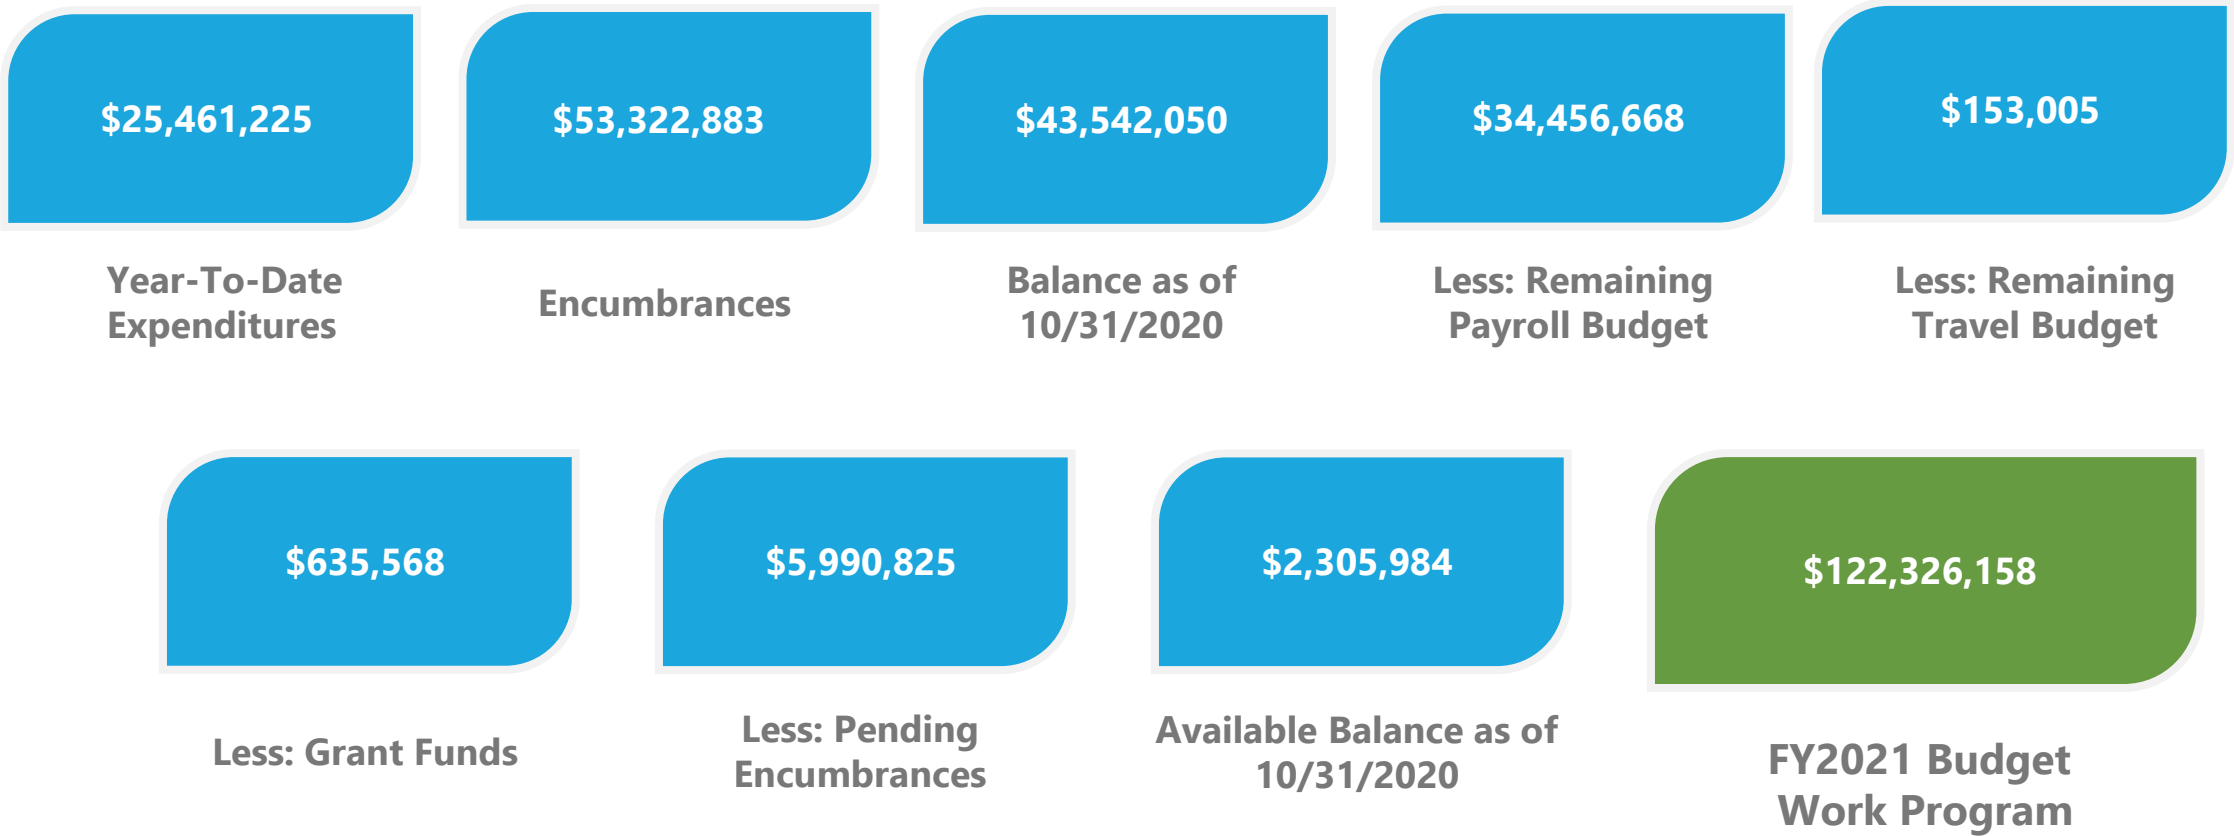 $25,461,225
Year-To-Date
Expenditures
$53,322,883
Encumbrances
$43,542,050
Balance as of
10/31/2020
$34,456,668
Less: Remaining
Payroll Budget
$153,005
Less: Remaining
Travel Budget
$635,568
Less: Grant Funds
$5,990,825
Less: Pending
Encumbrances
$2,305,984
Available Balance as of
10/31/2020
$122,326,158
FY2021 Budget
Work Program